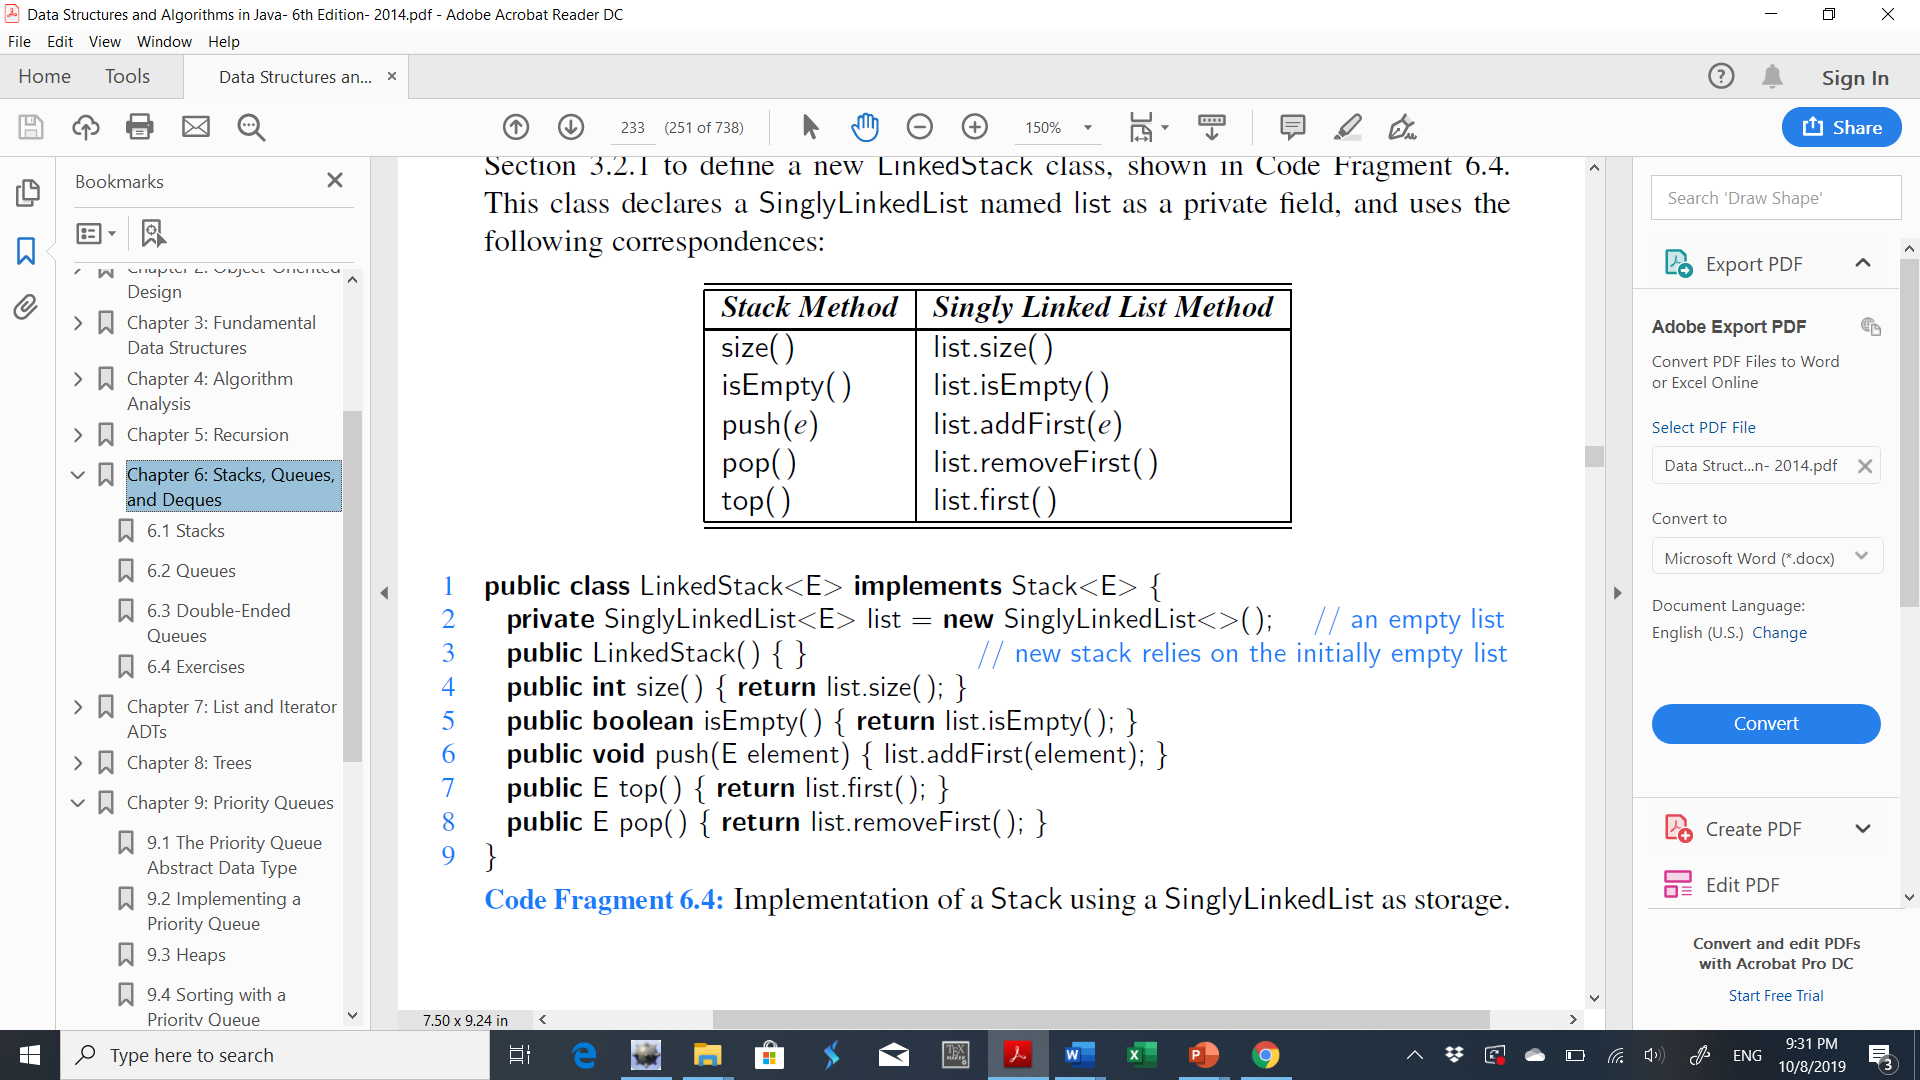 Data Structures and Algorithms in Java- 6th Edition- 2014.pdf - Adobe Acrobat Reader DC
File Edit View Window Help
Home Tools Data Structures an... ×
Sign In
233 (251 of 738) 150% Share
Bookmarks
Chapter 2: Object-Oriented
Design
Chapter 3: Fundamental
Data Structures
Chapter 4: Algorithm
Analysis
Chapter 5: Recursion
Chapter 6: Stacks, Queues,
and Deques
6.1 Stacks
6.2 Queues
6.3 Double-Ended
Queues
6.4 Exercises
Chapter 7: List and Iterator
ADTs
Chapter 8: Trees
Chapter 9: Priority Queues
9.1 The Priority Queue
Abstract Data Type
9.2 Implementing a
Priority Queue
9.3 Heaps
9.4 Sorting with a
Priority Queue
Section 3.2.1 to define a new LinkedStack class, shown in Code Fragment 6.4.
This class declares a SinglyLinkedList named list as a private field, and uses the
following correspondences:
Stack Method Singly Linked List Method
size() list.size()
isEmpty() list.isEmpty()
push(e) list.addFirst(e)
pop() list.removeFirst()
top() list.first()
1 public class LinkedStack<E> implements Stack<E> {
2 private SinglyLinkedList<E> list = new SinglyLinkedList<>(); // an empty list
3 public LinkedStack() { } // new stack relies on the initially empty list
4 public int size() { return list.size(); }
5 public boolean isEmpty() { return list.isEmpty(); }
6 public void push(E element) { list.addFirst(element); }
7 public E top() { return list.first(); }
8 public E pop() { return list.removeFirst(); }
9 }
Code Fragment 6.4: Implementation of a Stack using a SinglyLinkedList as storage.
7.50 x 9.24 in
Search 'Draw Shape'
Export PDF
Adobe Export PDF
Convert PDF Files to Word
or Excel Online
Select PDF File
Data Struct...n- 2014.pdf
Convert to
Microsoft Word (*.docx)
Document Language:
English (U.S.) Change
Convert
Create PDF
Edit PDF
Convert and edit PDFs
with Acrobat Pro DC
Start Free Trial
Type here to search
ENG
9:31 PM
10/8/2019
3